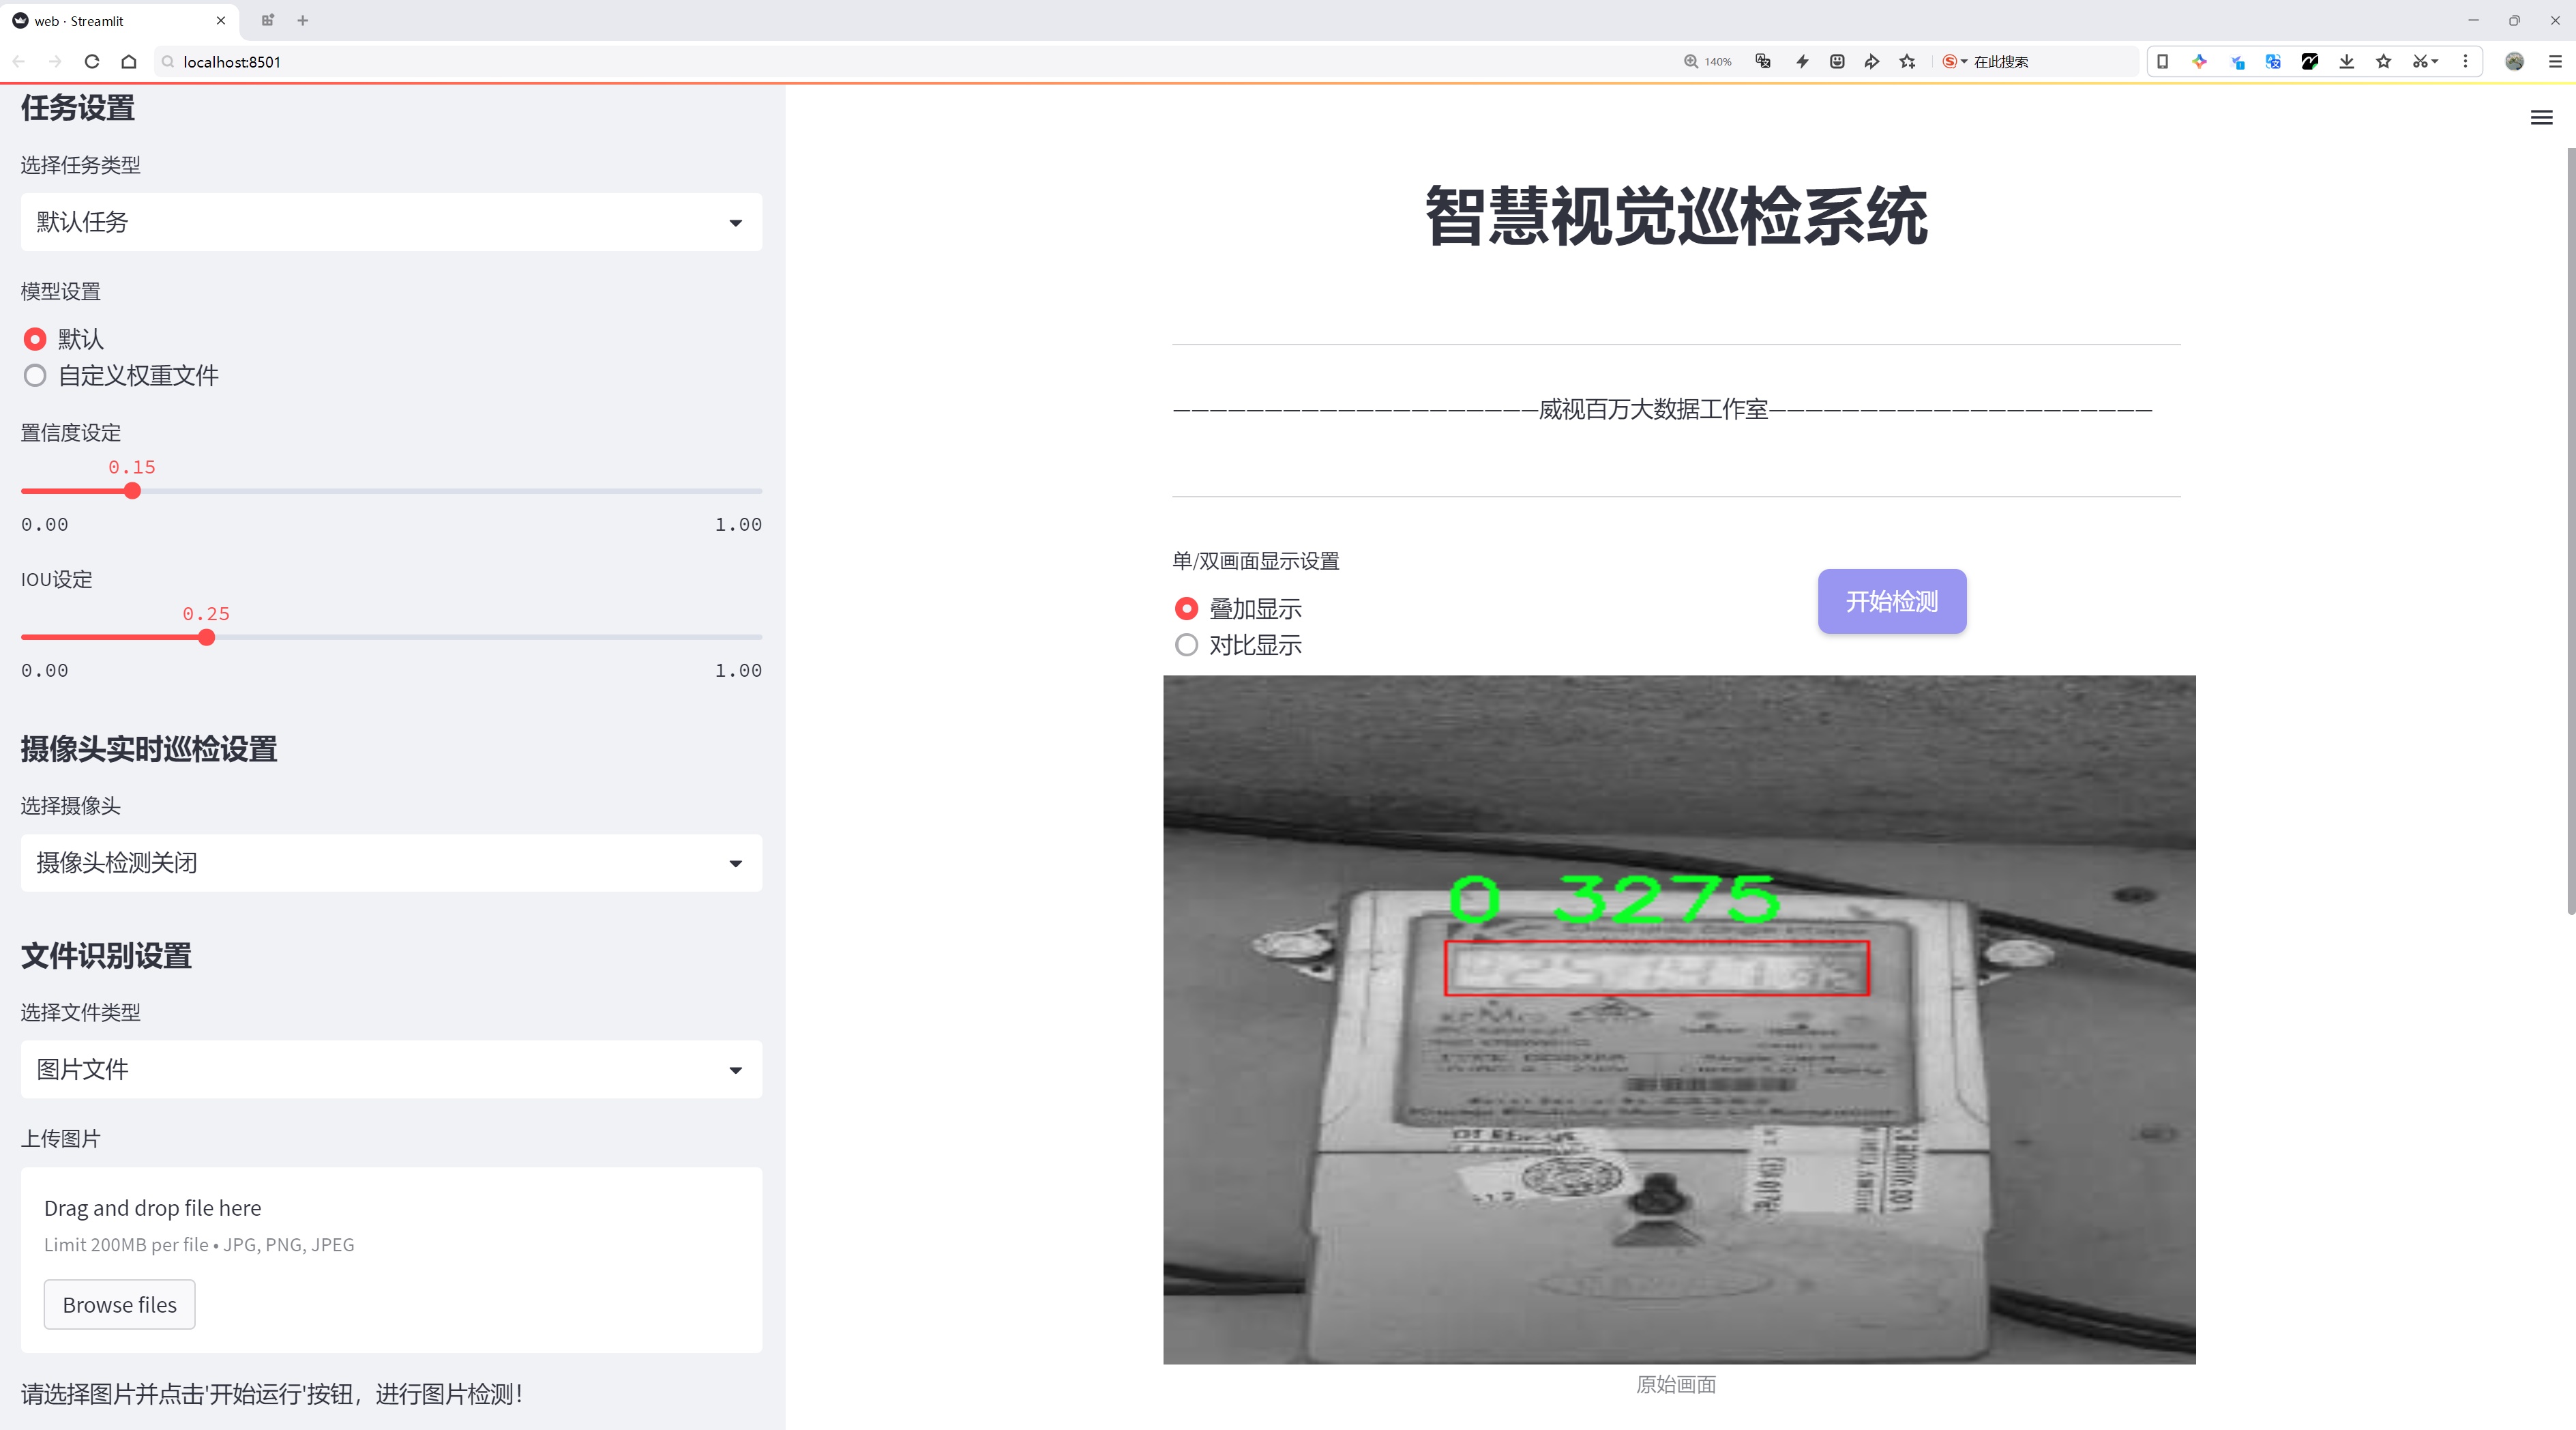 web · Streamlit
localhost:8501
140%
在此搜索
任务设置
选择任务类型
默认任务
模型设置
默认
自定义权重文件
置信度设定
0.15
0.00 1.00
IOU设定
0.25
0.00 1.00
摄像头实时巡检设置
选择摄像头
摄像头检测关闭
文件识别设置
选择文件类型
图片文件
上传图片
Drag and drop file here
Limit 200MB per file • JPG, PNG, JPEG
Browse files
请选择图片并点击'开始运行'按钮，进行图片检测！
智慧视觉巡检系统
————————————————————威视百万大数据工作室—————————————————————
单/双画面显示设置
叠加显示
对比显示
开始检测
0 3275
原始画面